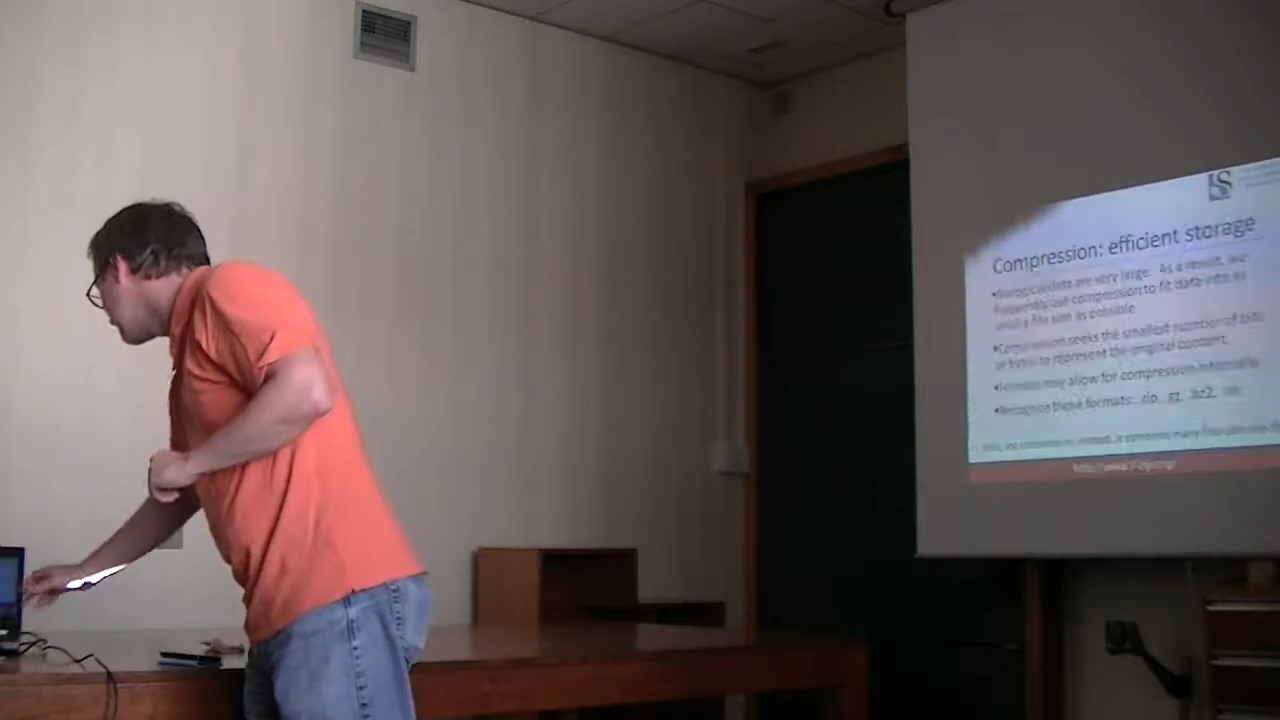 Compression: efficient storage
•Biological data are very large. As a result, we
frequently use compression to fit data into as
small a file size as possible.
•Compression seeks the smallest number of bits
or bytes to represent the original content.
•Formats may allow for compression internally
•Recognize these formats: zip, gz, bz2,